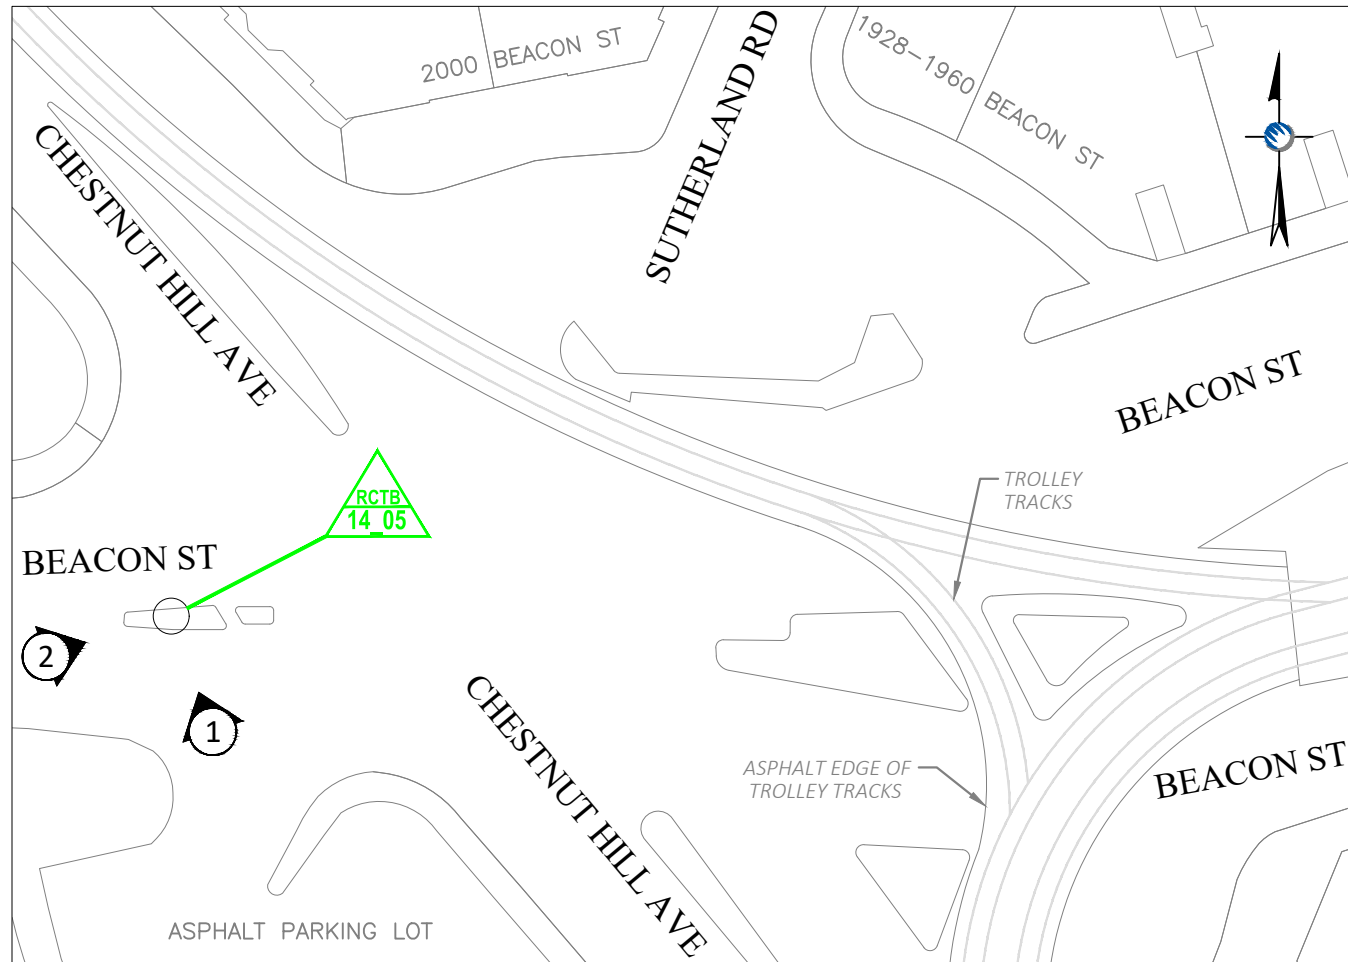 2000 BEACON ST
SUTHERLAND RD
1928-1960 BEACON ST
CHESTNUT HILL AVE
BEACON ST
TROLLEY
TRACKS
RCTB
14_05
BEACON ST
2
1
CHESTNUT HILL AVE
ASPHALT EDGE OF
TROLLEY TRACKS
BEACON ST
ASPHALT PARKING LOT